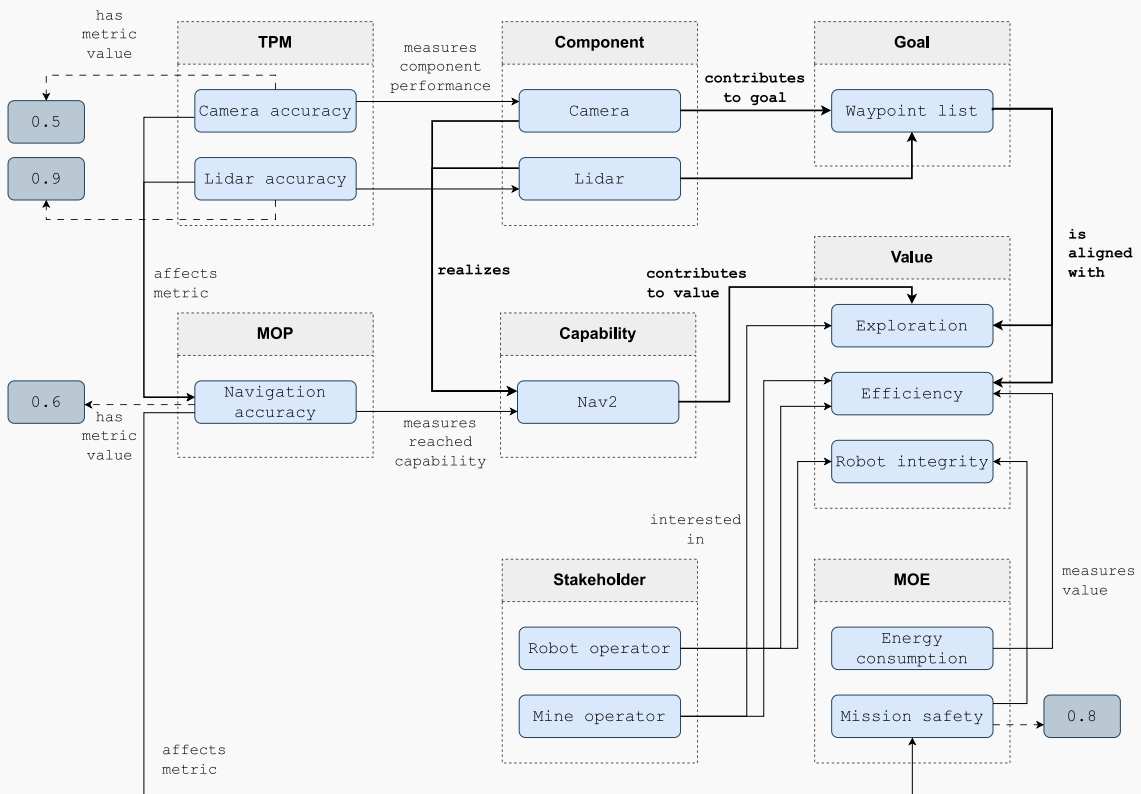 has
metric
value
TPM
Component
Goal
measures
component
performance
contributes
to goal
0.5
Camera accuracy
Camera
Waypoint list
0.9
Lidar accuracy
Lidar
is
aligned
with
affects
metric
realizes
contributes
to value
Value
Exploration
MOP
Capability
0.6
Navigation
accuracy
Nav2
Efficiency
has
metric
value
measures
reached
capability
Robot integrity
interested
in
Stakeholder
MOE
measures
value
Robot operator
Energy
consumption
Mine operator
Mission safety
0.8
affects
metric